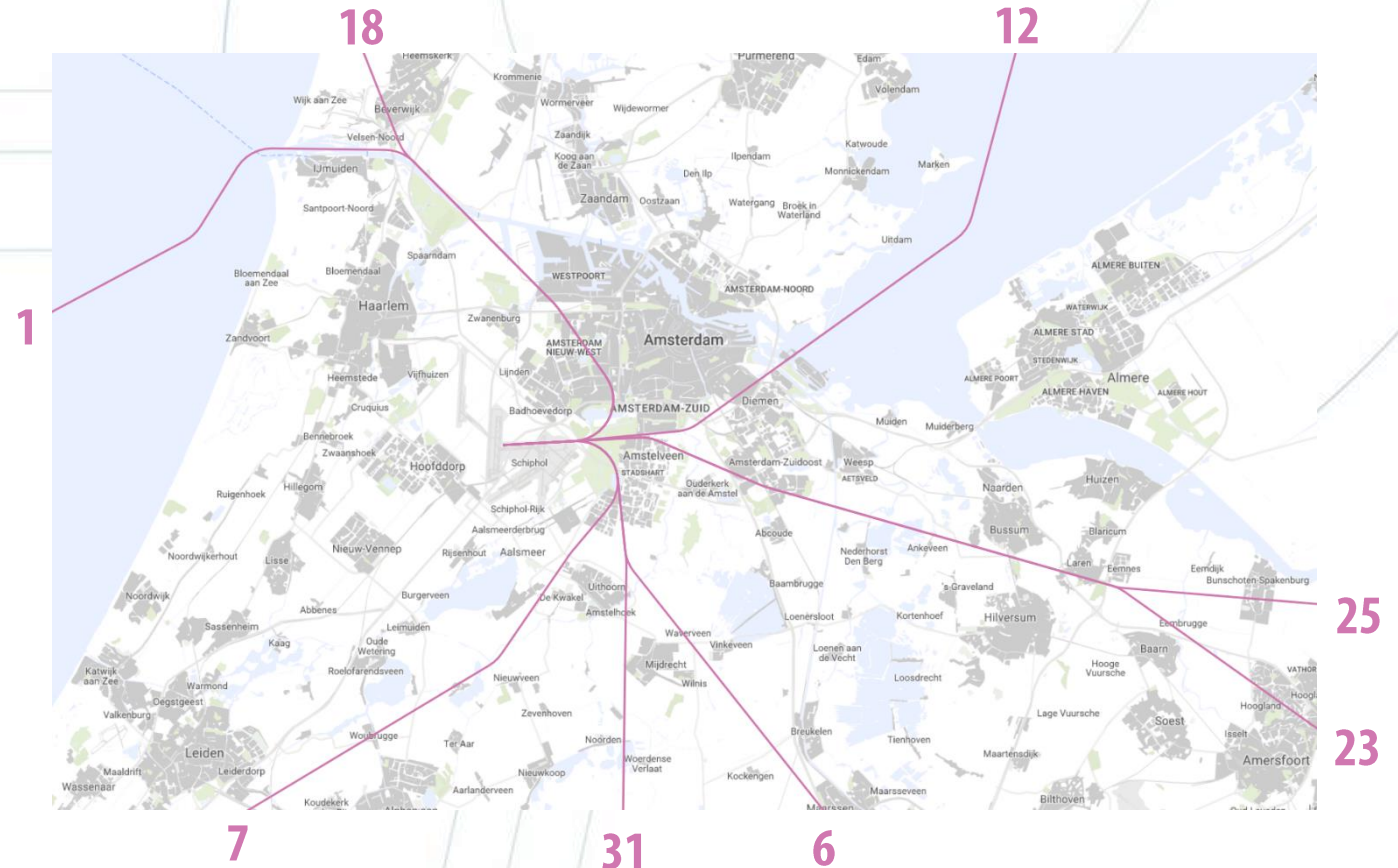 18
12
Heemskerk
Purmerend
Edam
Krommenie
Volendam
Wijk aan Zee
Beverwijk
Wormerveer
Wijdewormer
Velsen-Noord
Zaandijk
Katwoude
Koog aan
de Zaan
Ilpendam
Marken
IJmuiden
Den Ilp
Monnickendam
Zaandam
Oostzaan
Watergang
Broek in
Waterland
Santpoort-Noord
Uitdam
Spaarndam
Bloemendaal
aan Zee
Bloemendaal
WESTPOORT
AMSTERDAM-NOORD
ALMERE BUITEN
Haarlem
WATERWIJK
1
Zwanenburg
Zandvoort
AMSTERDAM
NIEUW-WEST
Amsterdam
ALMERE STAD
STEDENWIJK
Heemstede
Vijfhuizen
Lijnden
ALMERE POORT
Almere
ALMERE HAVEN
ALMERE HOUT
Cruquius
Badhoevedorp
AMSTERDAM-ZUID
Diemen
Muiden
Muiderberg
Bennebroek
Zwaanshoek
Hoofddorp
Schiphol
Amstelveen
STADSHART
Amsterdam-Zuidoost
Weesp
AETSVELD
Ruigenhoek
Hillegom
Ouderkerk
aan de Amstel
Naarden
Huizen
Schiphol-Rijk
Aalsmeerderbrug
Abcoude
Bussum
Blaricum
Noordwijkerhout
Lisse
Nieuw-Vennep
Rijsenhout
Aalsmeer
Nederhorst
Den Berg
Ankeveen
Laren
Eemnes
Eemdijk
Bunschoten-Spakenburg
Noordwijk
Burgerveen
De Kwakel
Uithoorn
Baambrugge
's-Graveland
25
Abbenes
Amstelhoek
Loenersloot
Kortenhoef
Hilversum
Eembrugge
Sassenheim
Kaag
Leimuiden
Oude
Wetering
Waverveen
Vinkeveen
Loenen aan
de Vecht
Baarn
Katwijk
aan Zee
Warmond
Roelofarendsveen
Nieuwveen
Mijdrecht
Wilnis
Loosdrecht
Hooge
Vuursche
VATHOR
Oegstgeest
Hoogland
Valkenburg
Zevenhoven
Lage Vuursche
Soest
Woubrugge
Ter Aar
Noorden
Breukelen
Tienhoven
Isselt
23
Leiden
Woerdense
Verlaat
Maartensdijk
Amersfoort
Maaldrift
Leiderdorp
Nieuwkoop
Kockengen
Wassenaar
Aarlanderveen
Maarsseveen
Bilthoven
Koudekerk
Maarssen
7
31
6